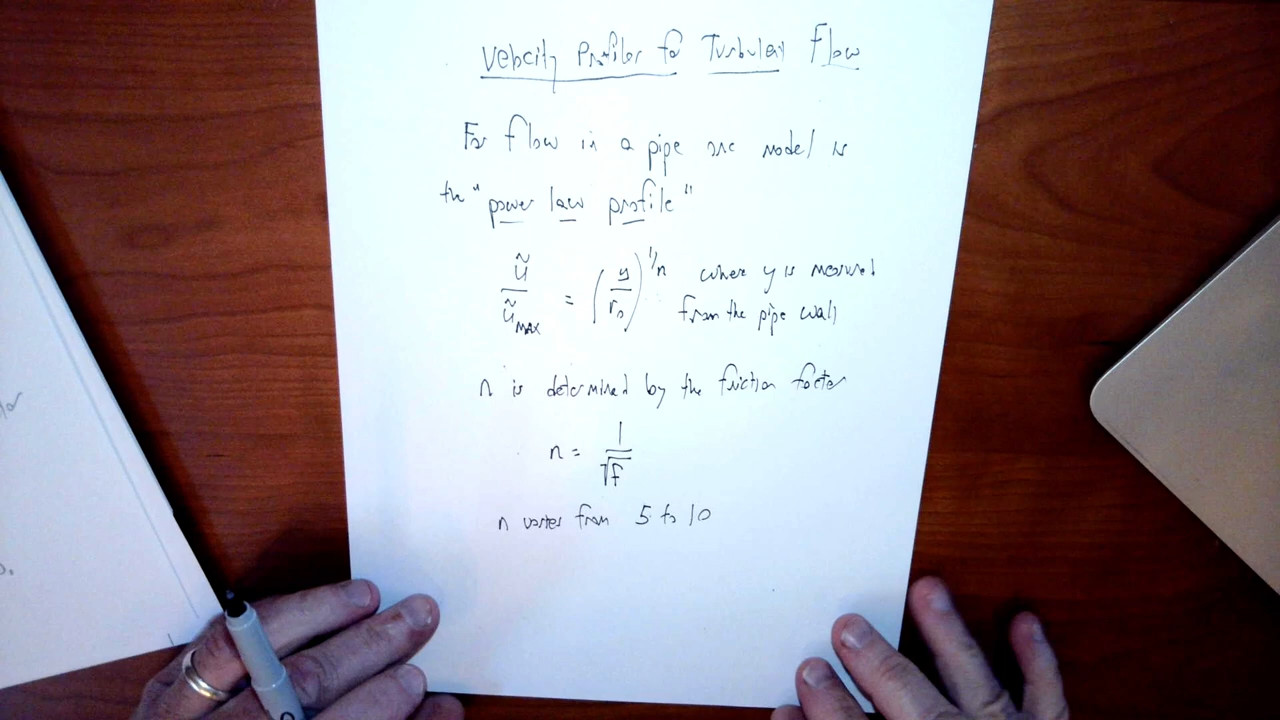 Velocity Profiles for Turbulent Flow
For flow in a pipe one model is
the "power law profile"
ũ / ũ_MAX = (y / r₀)^1/n where y is measured
from the pipe wall
n is determined by the friction factor
n = 1 / √f
n varies from 5 to 10